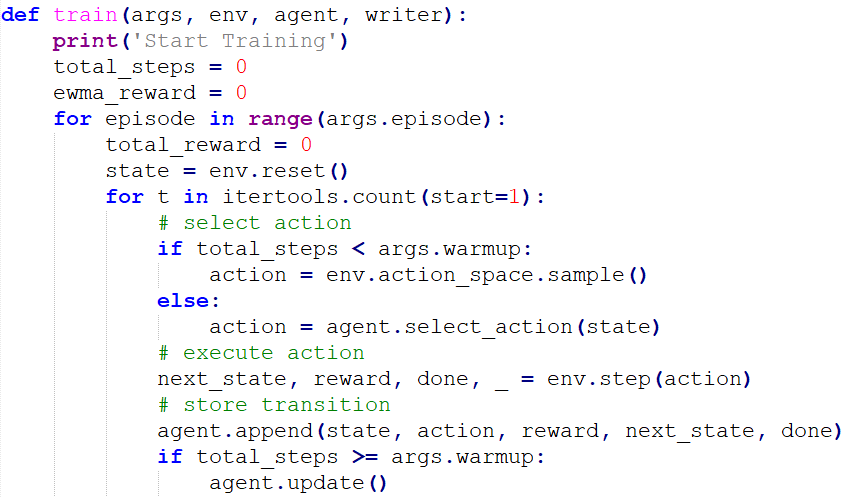 def train(args, env, agent, writer):
    print('Start Training')
    total_steps = 0
    ewma_reward = 0
    for episode in range(args.episode):
        total_reward = 0
        state = env.reset()
        for t in itertools.count(start=1):
            # select action
            if total_steps < args.warmup:
                action = env.action_space.sample()
            else:
                action = agent.select_action(state)
            # execute action
            next_state, reward, done, _ = env.step(action)
            # store transition
            agent.append(state, action, reward, next_state, done)
            if total_steps >= args.warmup:
                agent.update()